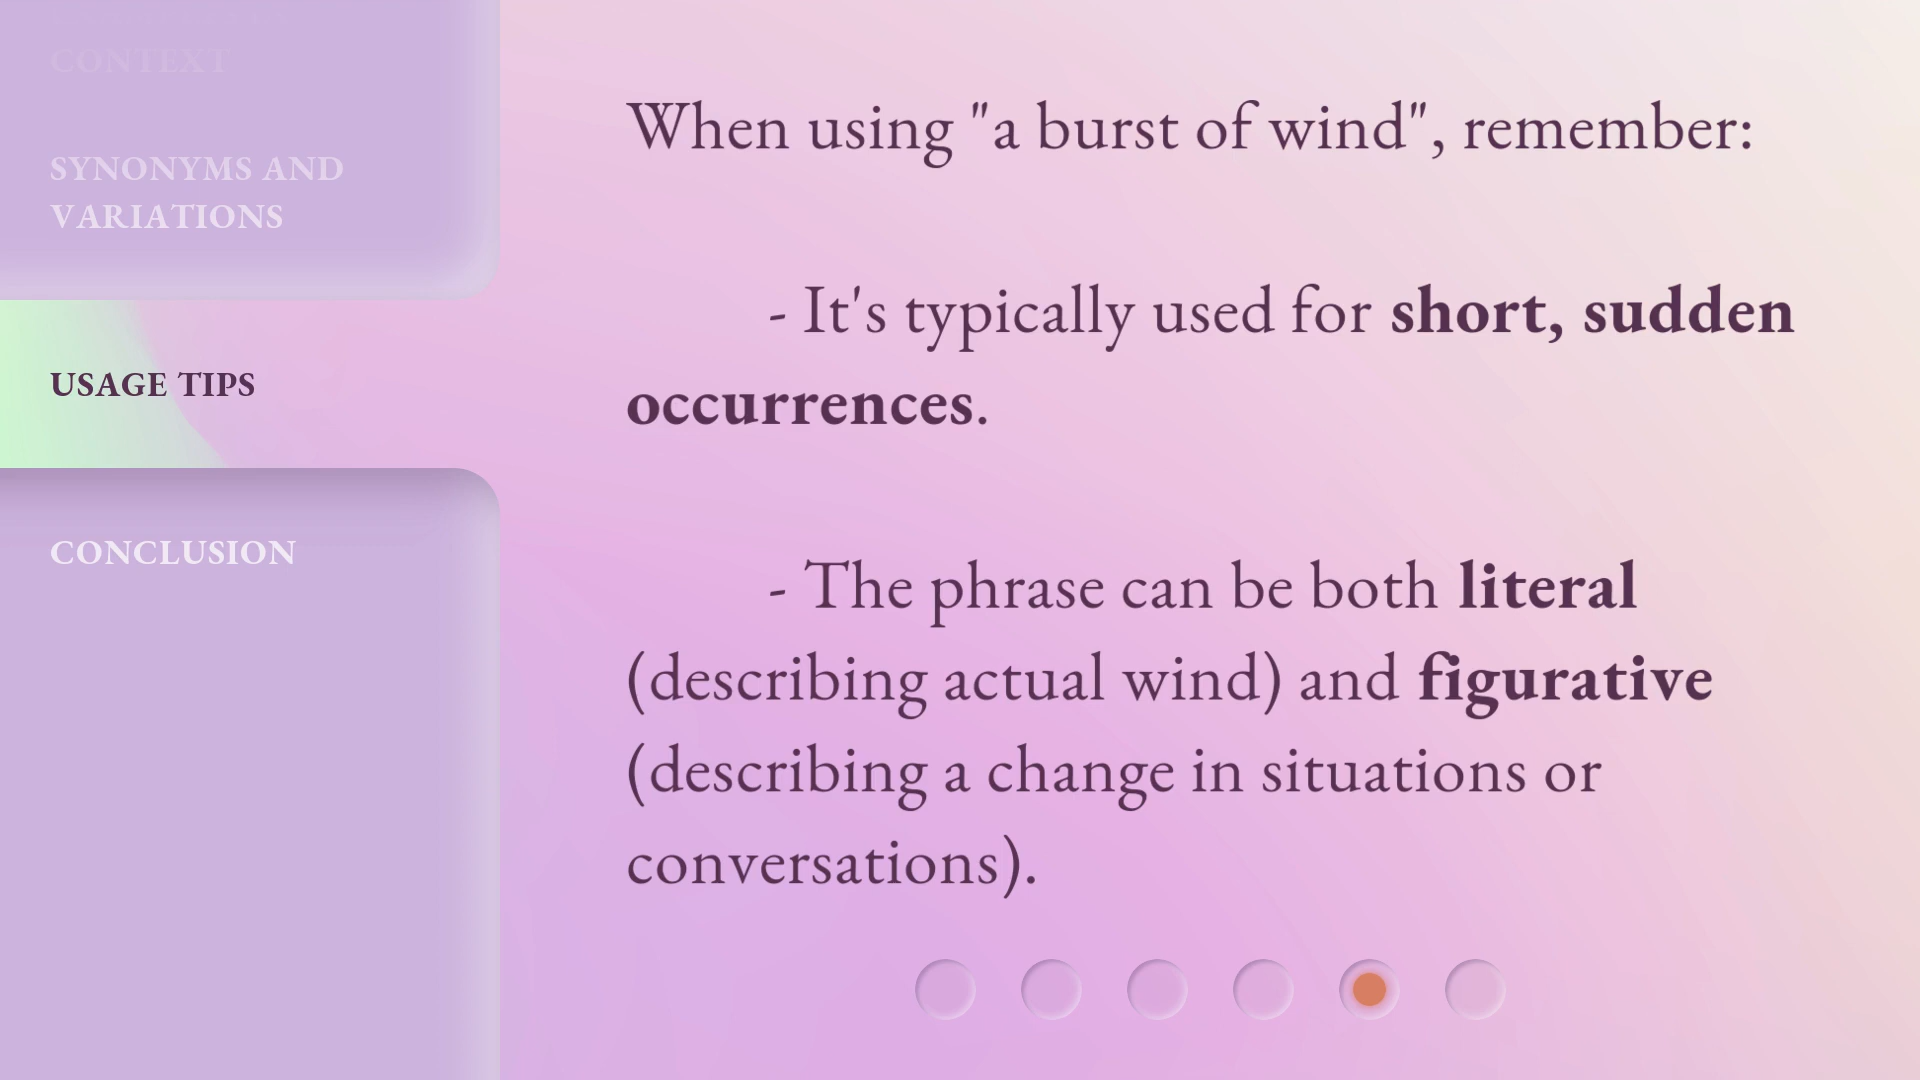 CONTEXT
SYNONYMS AND
VARIATIONS
USAGE TIPS
CONCLUSION
When using "a burst of wind", remember:
- It's typically used for short, sudden
occurrences.
- The phrase can be both literal
(describing actual wind) and figurative
(describing a change in situations or
conversations).